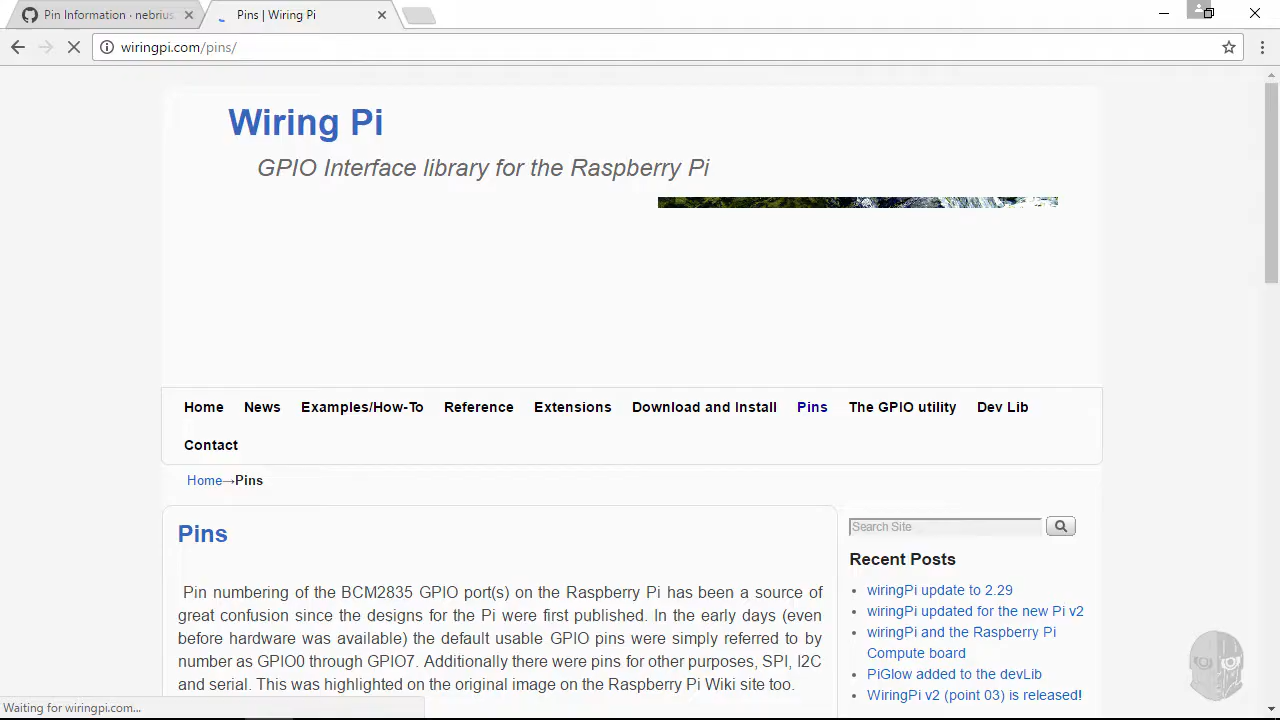 Pin Information · nebrius
Pins | Wiring Pi
wiringpi.com/pins/
Wiring Pi
GPIO Interface library for the Raspberry Pi
Home News Examples/How-To Reference Extensions Download and Install Pins The GPIO utility Dev Lib
Contact
Home→Pins
Pins
Search Site
Recent Posts
Pin numbering of the BCM2835 GPIO port(s) on the Raspberry Pi has been a source of
great confusion since the designs for the Pi were first published. In the early days (even
before hardware was available) the default usable GPIO pins were simply referred to by
number as GPIO0 through GPIO7. Additionally there were pins for other purposes, SPI, I2C
and serial. This was highlighted on the original image on the Raspberry Pi Wiki site too.
• wiringPi update to 2.29
• wiringPi updated for the new Pi v2
• wiringPi and the Raspberry Pi
Compute board
• PiGlow added to the devLib
• WiringPi v2 (point 03) is released!
Waiting for wiringpi.com...